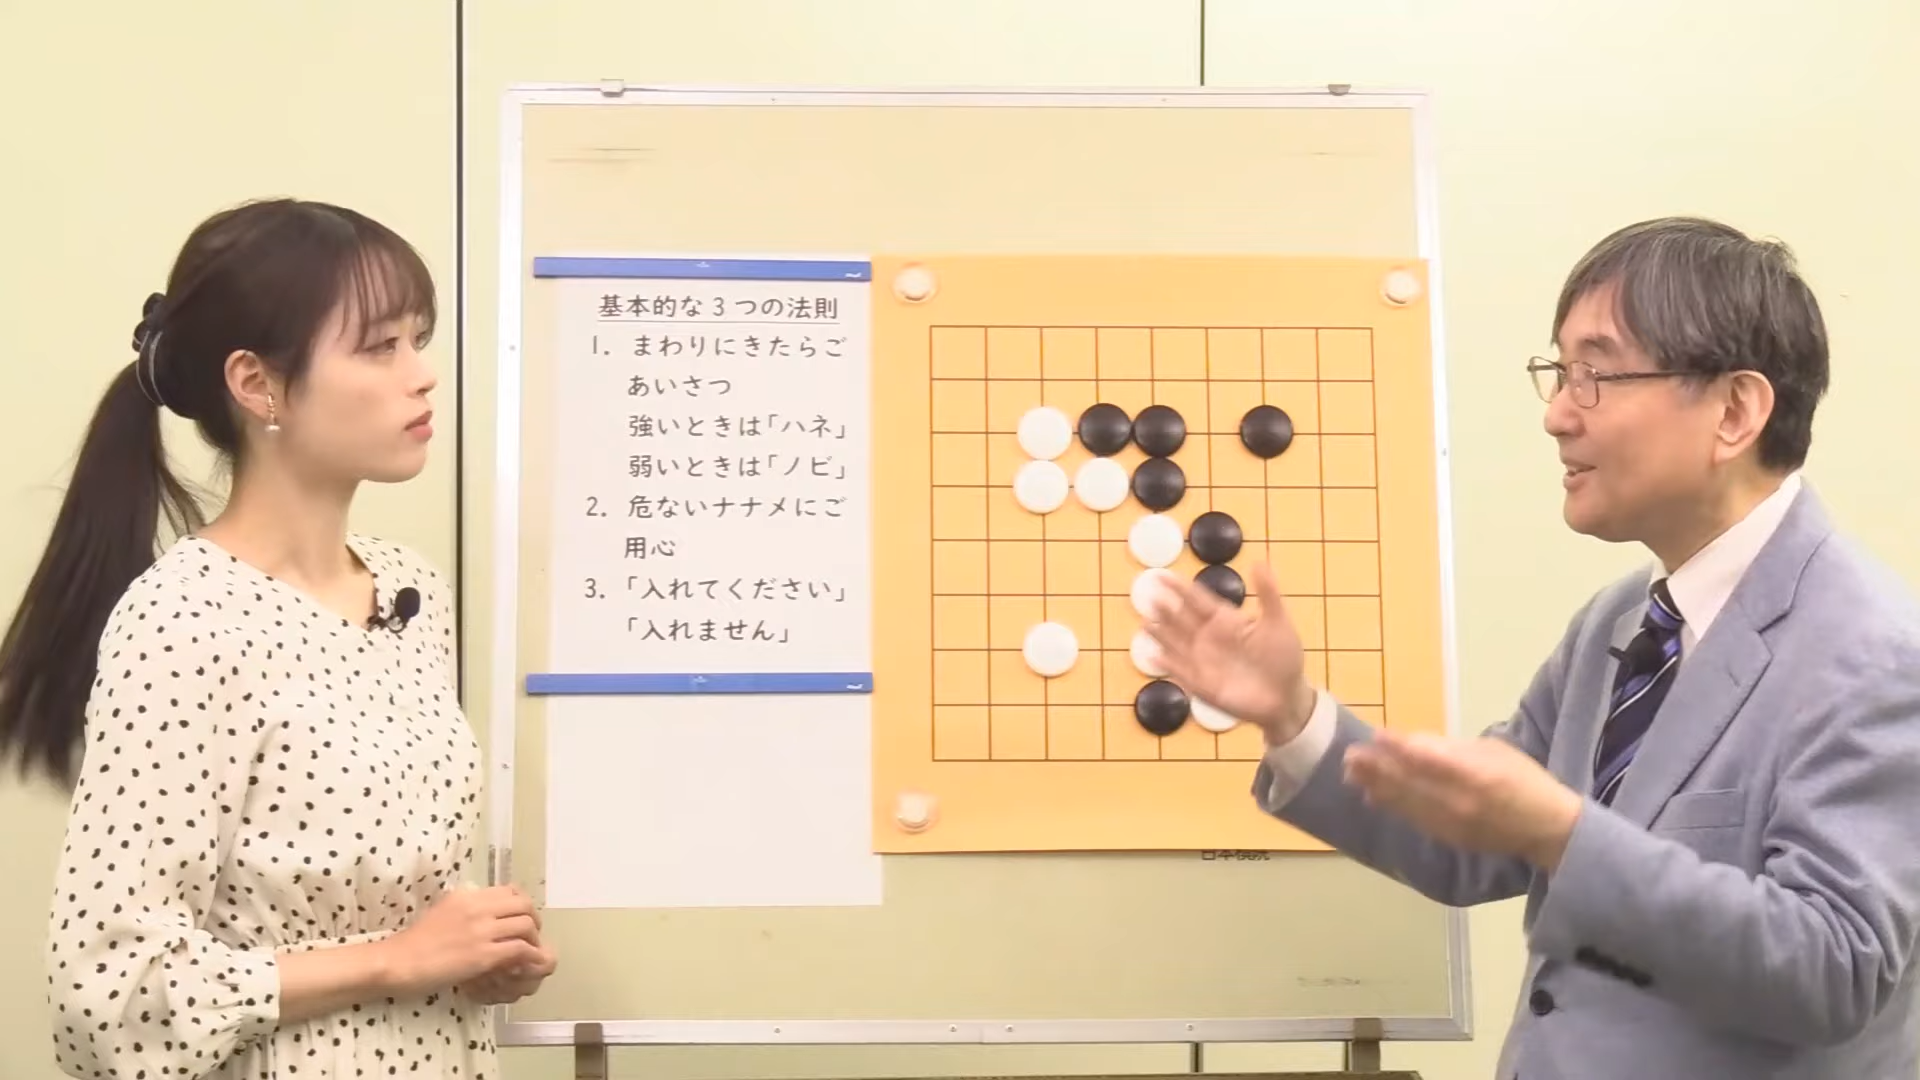 基本的な3つの法則
1. まわりにきたらご
あいさつ
強いときは「ハネ」
弱いときは「ノビ」
2. 危ないナナメにご
用心
3.「入れてください」
「入れません」